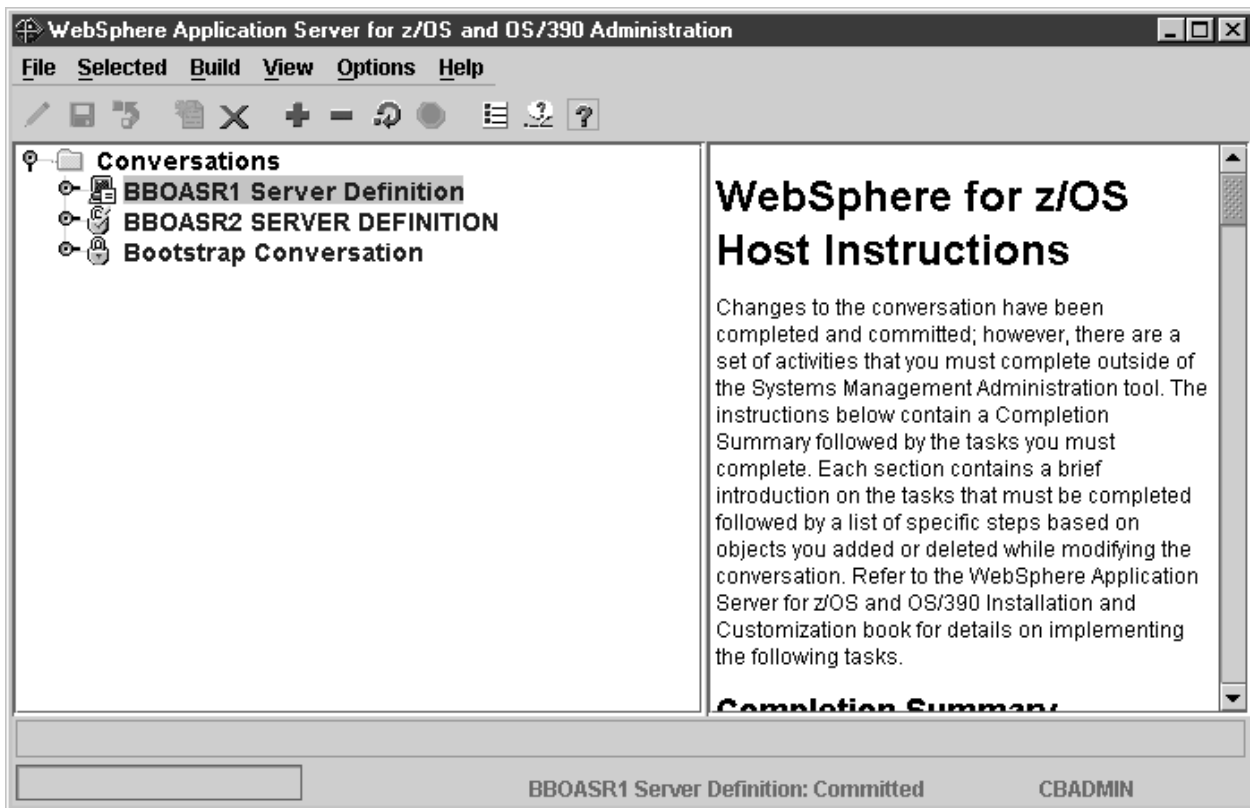 WebSphere Application Server for z/OS and OS/390 Administration
File Selected Build View Options Help
Conversations
BBOASR1 Server Definition
BBOASR2 SERVER DEFINITION
Bootstrap Conversation
WebSphere for z/OS
Host Instructions
Changes to the conversation have been
completed and committed; however, there are a
set of activities that you must complete outside of
the Systems Management Administration tool. The
instructions below contain a Completion
Summary followed by the tasks you must
complete. Each section contains a brief
introduction on the tasks that must be completed
followed by a list of specific steps based on
objects you added or deleted while modifying the
conversation. Refer to the WebSphere Application
Server for z/OS and OS/390 Installation and
Customization book for details on implementing
the following tasks.
Completion Summary
BBOASR1 Server Definition: Committed CBADMIN